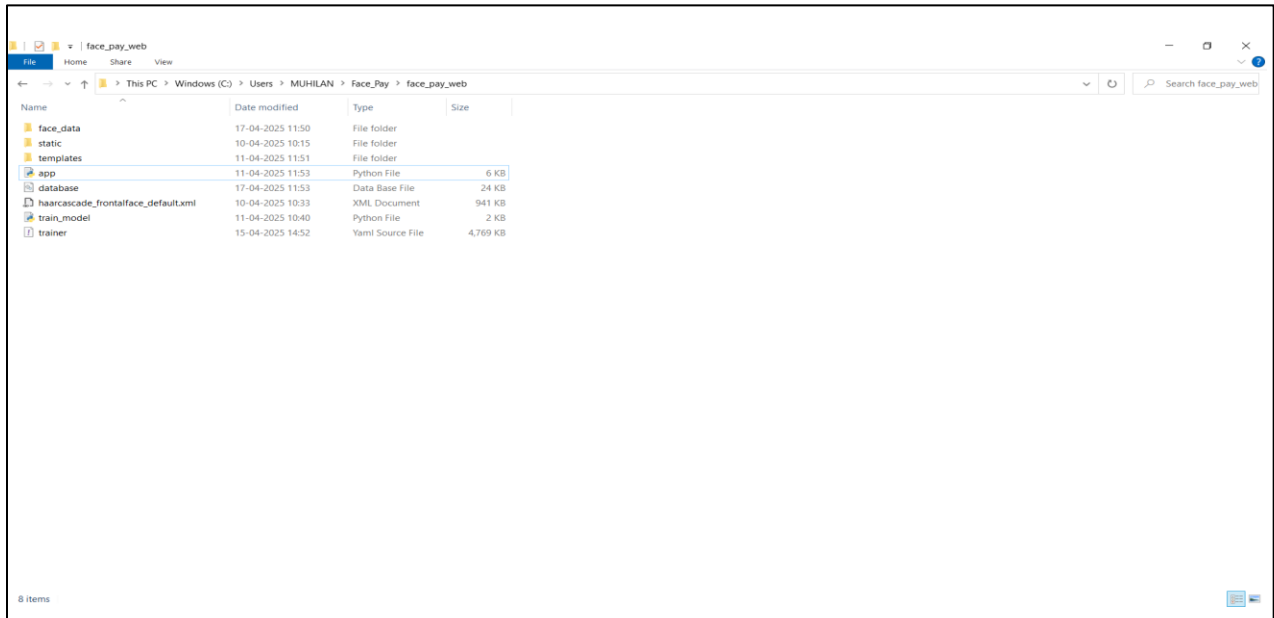 face_pay_web
File Home Share View
This PC > Windows (C:) > Users > MUHILAN > Face_Pay > face_pay_web
Search face_pay_web
Name Date modified Type Size
face_data 17-04-2025 11:50 File folder
static 10-04-2025 10:15 File folder
templates 11-04-2025 11:51 File folder
app 11-04-2025 11:53 Python File 6 KB
database 17-04-2025 11:53 Data Base File 24 KB
haarcascade_frontalface_default.xml 10-04-2025 10:33 XML Document 941 KB
train_model 11-04-2025 10:40 Python File 2 KB
trainer 15-04-2025 14:52 Yaml Source File 4,769 KB
8 items